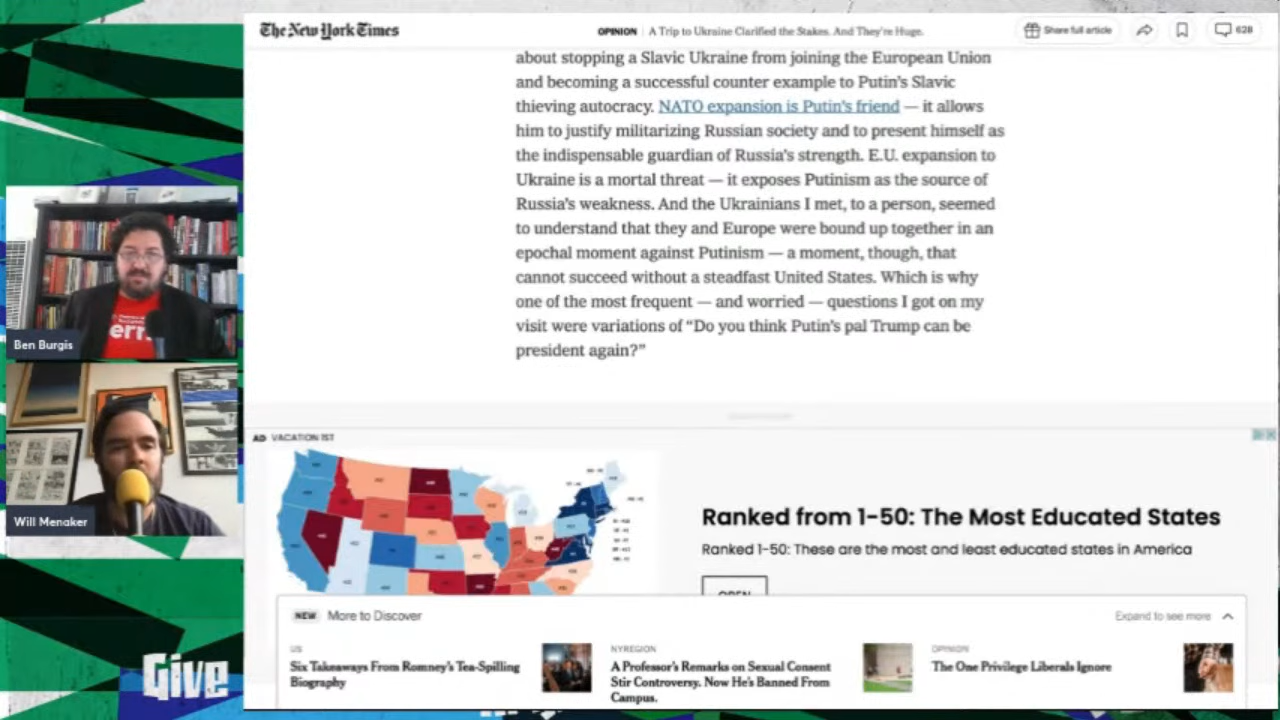 The New York Times
OPINION | A Trip to Ukraine Clarified the Stakes. And They're Huge.
Share full article
628
about stopping a Slavic Ukraine from joining the European Union
and becoming a successful counter example to Putin's Slavic
thieving autocracy. NATO expansion is Putin's friend — it allows
him to justify militarizing Russian society and to present himself as
the indispensable guardian of Russia's strength. E.U. expansion to
Ukraine is a mortal threat — it exposes Putinism as the source of
Russia's weakness. And the Ukrainians I met, to a person, seemed
to understand that they and Europe were bound up together in an
epochal moment against Putinism — a moment, though, that
cannot succeed without a steadfast United States. Which is why
one of the most frequent — and worried — questions I got on my
visit were variations of “Do you think Putin's pal Trump can be
president again?”
Ben Burgis
Will Menaker
AD VACATION 1ST
Ranked from 1-50: The Most Educated States
Ranked 1-50: These are the most and least educated states in America
OPEN
NEW More to Discover
Expand to see more
US
Six Takeaways From Romney's Tea-Spilling
Biography
NYREGION
A Professor's Remarks on Sexual Consent
Stir Controversy. Now He's Banned From
Campus.
OPINION
The One Privilege Liberals Ignore
Give